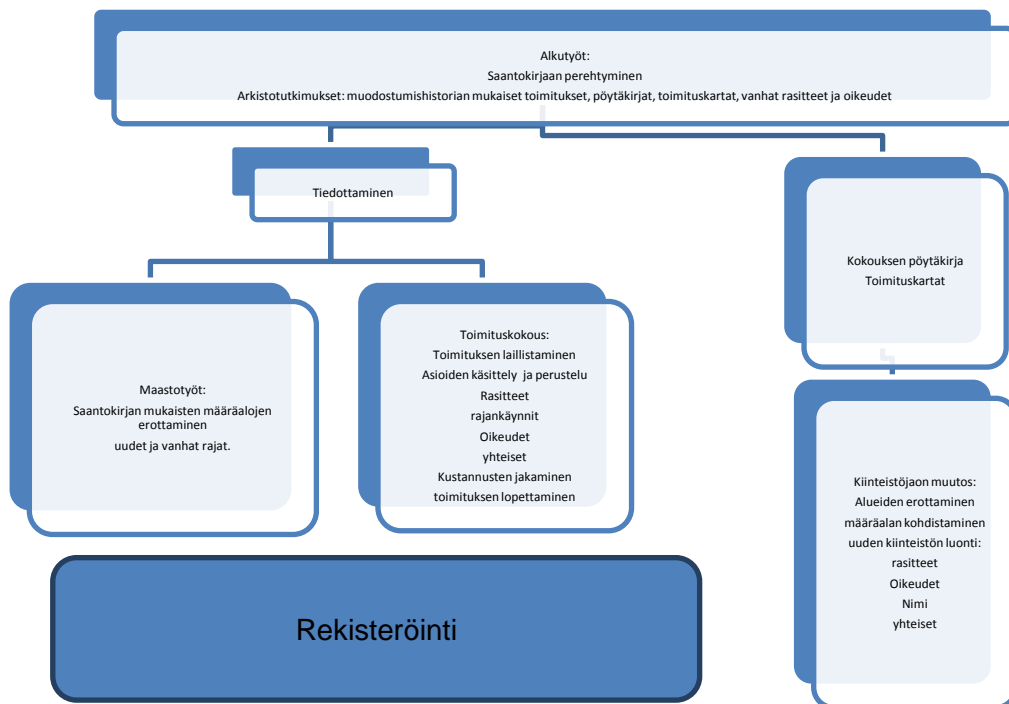 Alkutyöt:
Saantokirjaan perehtyminen
Arkistotutkimukset: muodostumishistorian mukaiset toimitukset, pöytäkirjat, toimituskartat, vanhat rasitteet ja oikeudet
Tiedottaminen
Kokouksen pöytäkirja
Toimituskartat
Maastotyöt:
Saantokirjan mukaisten määräalojen
erottaminen
uudet ja vanhat rajat.
Toimituskokous:
Toimituksen laillistaminen
Asioiden käsittely ja perustelu
Rasitteet
rajankäynnit
Oikeudet
yhteiset
Kustannusten jakaminen
toimituksen lopettaminen
Kiinteistöjaon muutos:
Alueiden erottaminen
määräalan kohdistaminen
uuden kiinteistön luonti:
rasitteet
Oikeudet
Nimi
yhteiset
Rekisteröinti